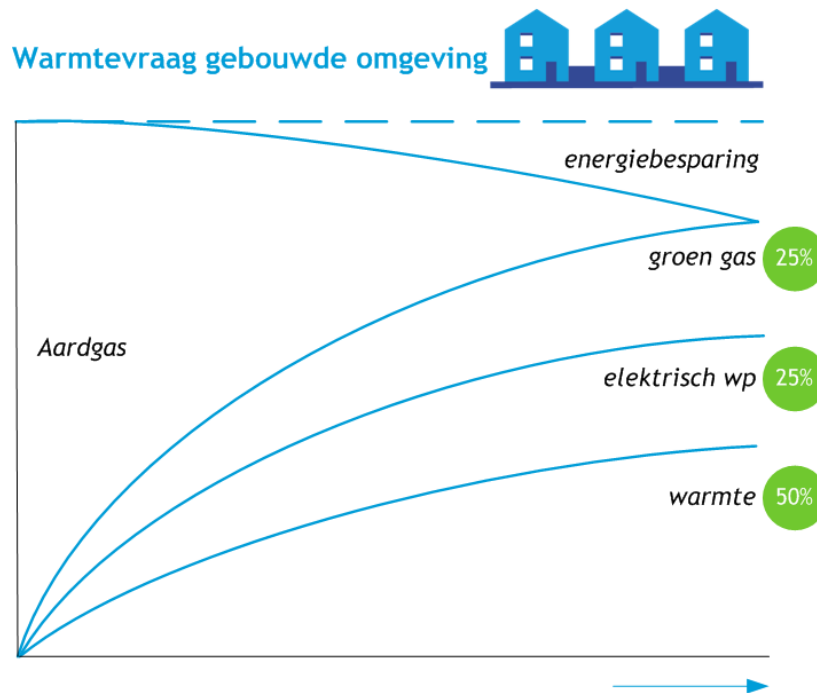 Warmtevraag gebouwde omgeving
energiebesparing
groen gas 25%
Aardgas
elektrisch wp 25%
warmte 50%